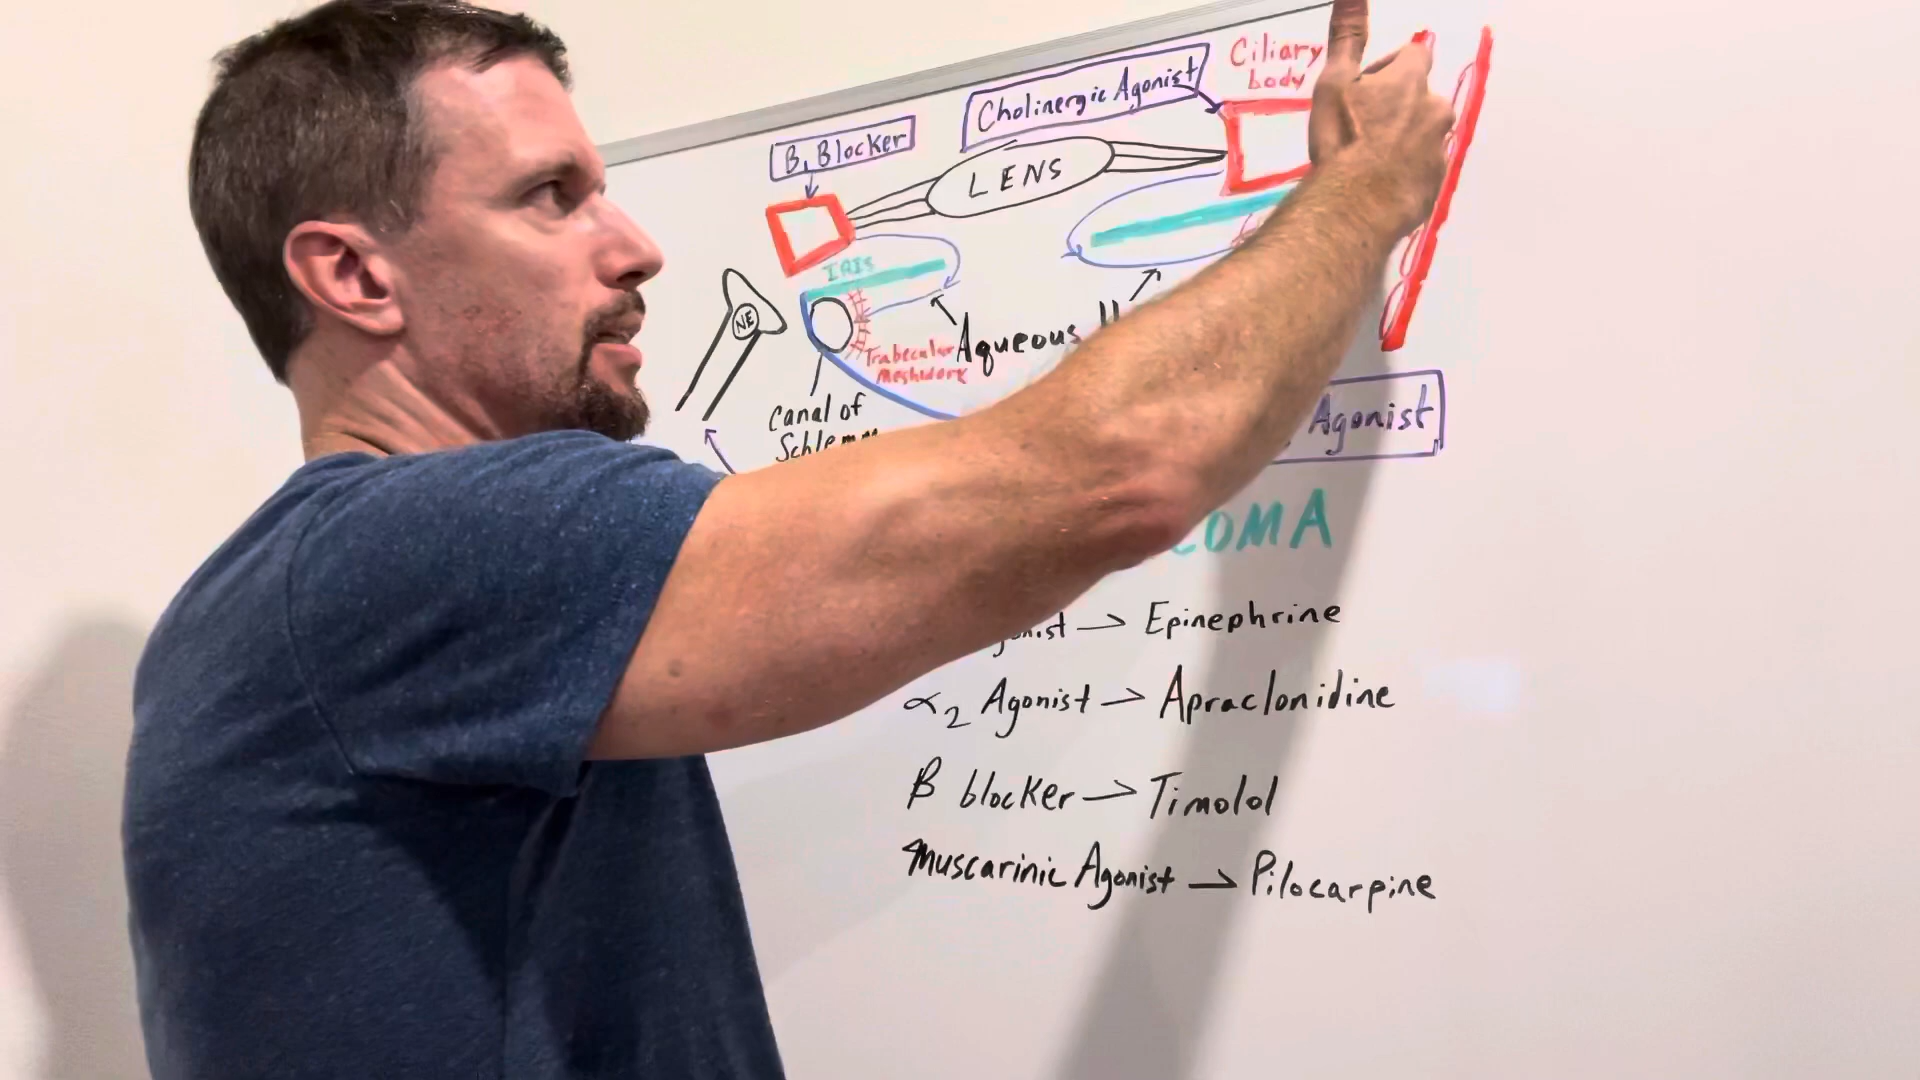 Ciliary
body
Cholinergic Agonist
B, Blocker
LENS
IRIS
NE
Trabecular
Meshwork
Aqueous
Canal of
Schlemm
Agonist
COMA
Epinephrine
α2 Agonist → Apraclonidine
β blocker → Timolol
Muscarinic Agonist → Pilocarpine